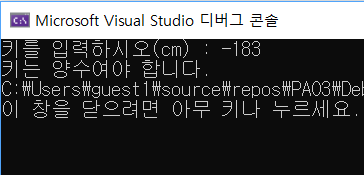 Microsoft Visual Studio 디버그 콘솔
키를 입력하시오(cm) : -183
키는 양수여야 합니다.
C:₩Users₩guest1₩source₩repos₩PA03₩Del
이 창을 닫으려면 아무 키나 누르세요.